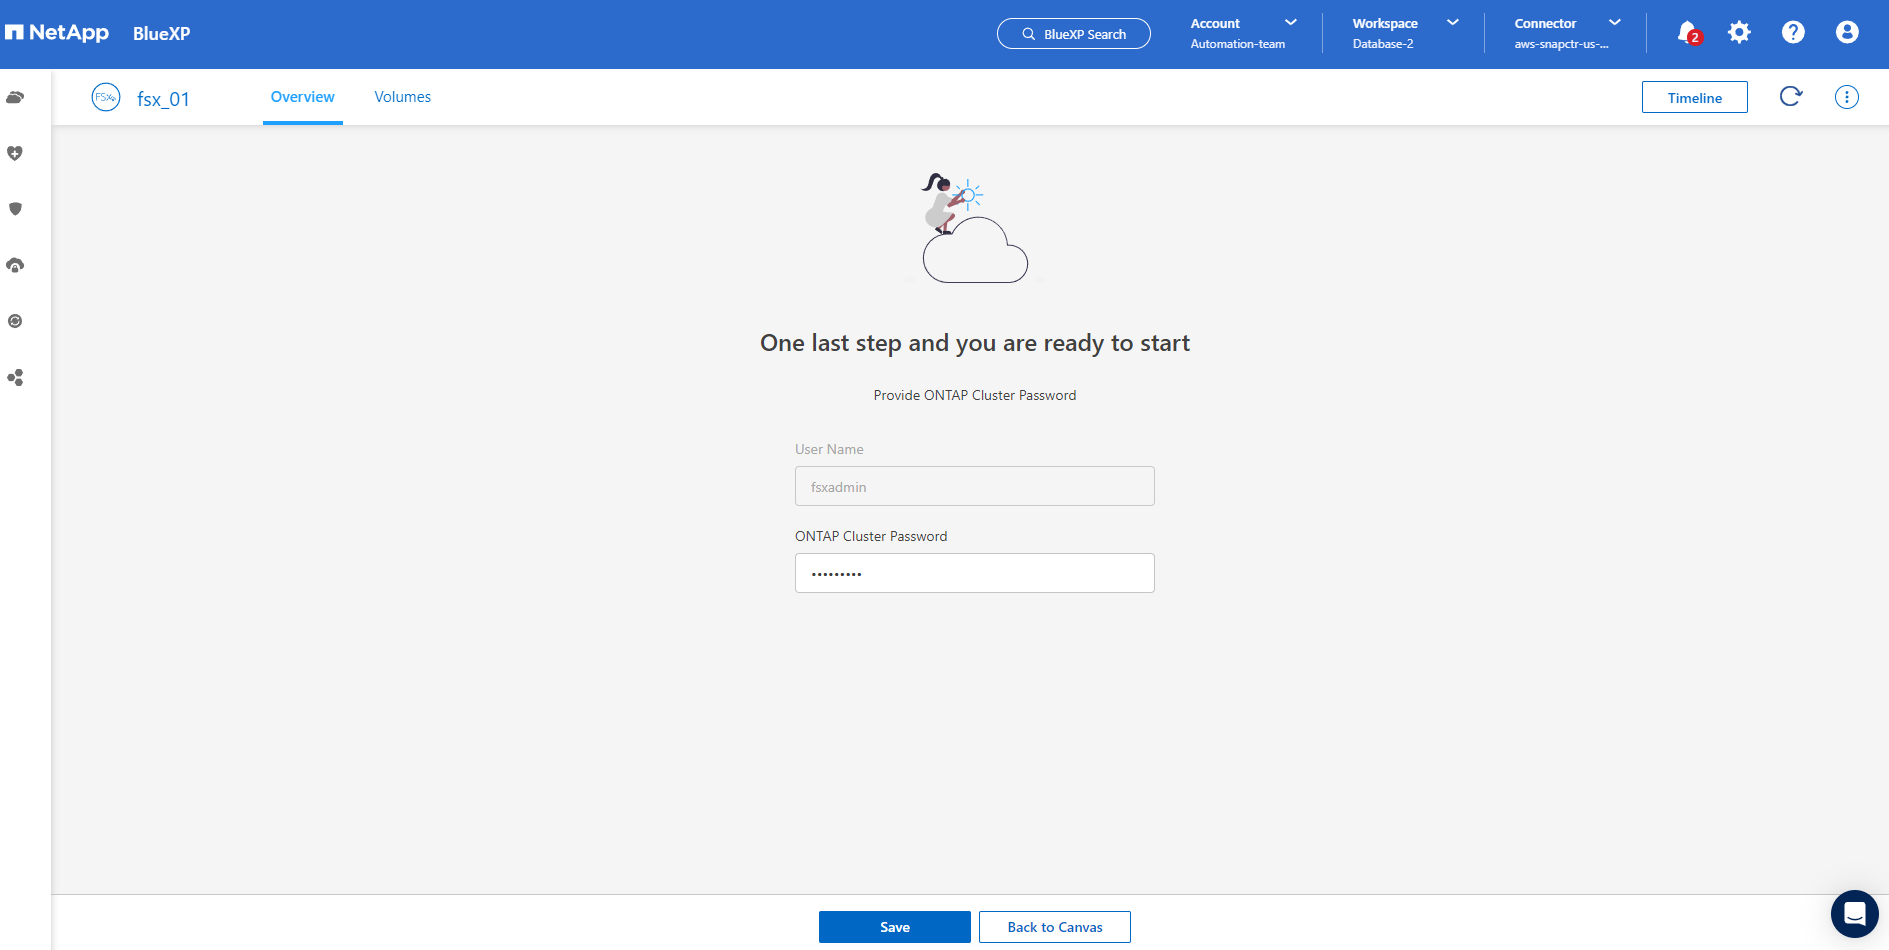 NetApp BlueXP
BlueXP Search
Account
Automation-team
Workspace
Database-2
Connector
aws-snapctr-us-...
2
FSx
fsx_01
Overview
Volumes
Timeline
One last step and you are ready to start
Provide ONTAP Cluster Password
User Name
fsxadmin
ONTAP Cluster Password
•••••••••
Save
Back to Canvas